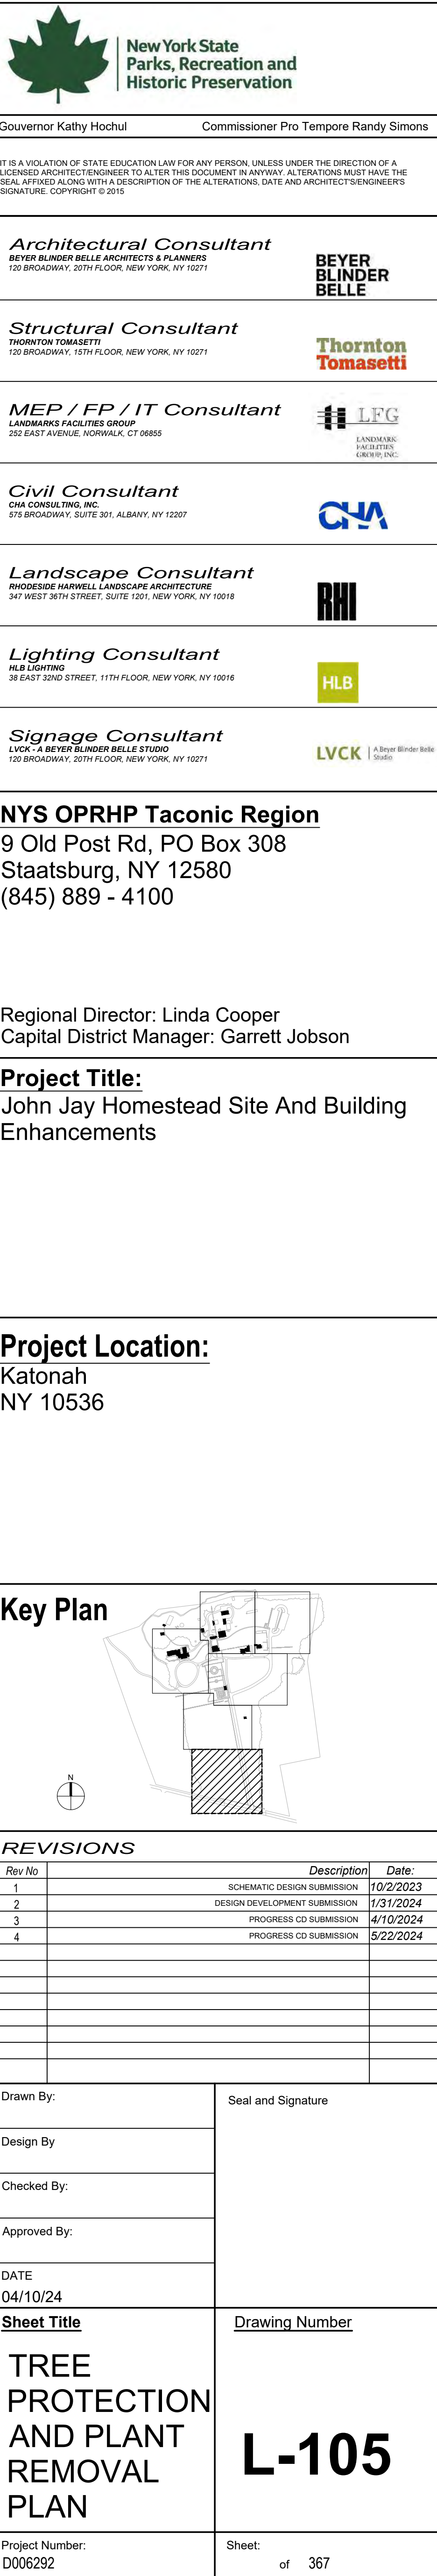 New York State
Parks, Recreation and
Historic Preservation
Gouvernor Kathy Hochul Commissioner Pro Tempore Randy Simons
IT IS A VIOLATION OF STATE EDUCATION LAW FOR ANY PERSON, UNLESS UNDER THE DIRECTION OF A
LICENSED ARCHITECT/ENGINEER TO ALTER THIS DOCUMENT IN ANYWAY. ALTERATIONS MUST HAVE THE
SEAL AFFIXED ALONG WITH A DESCRIPTION OF THE ALTERATIONS, DATE AND ARCHITECT'S/ENGINEER'S
SIGNATURE. COPYRIGHT © 2015
Architectural Consultant
BEYER BLINDER BELLE ARCHITECTS & PLANNERS
120 BROADWAY, 20TH FLOOR, NEW YORK, NY 10271
BEYER
BLINDER
BELLE
Structural Consultant
THORNTON TOMASETTI
120 BROADWAY, 15TH FLOOR, NEW YORK, NY 10271
Thornton
Tomasetti
MEP / FP / IT Consultant
LANDMARKS FACILITIES GROUP
252 EAST AVENUE, NORWALK, CT 06855
LFG
LANDMARK
FACILITIES
GROUP, INC.
Civil Consultant
CHA CONSULTING, INC.
575 BROADWAY, SUITE 301, ALBANY, NY 12207
CHA
Landscape Consultant
RHODESIDE HARWELL LANDSCAPE ARCHITECTURE
347 WEST 36TH STREET, SUITE 1201, NEW YORK, NY 10018
RHI
Lighting Consultant
HLB LIGHTING
38 EAST 32ND STREET, 11TH FLOOR, NEW YORK, NY 10016
HLB
Signage Consultant
LVCK - A BEYER BLINDER BELLE STUDIO
120 BROADWAY, 20TH FLOOR, NEW YORK, NY 10271
LVCK A Beyer Blinder Belle
Studio
NYS OPRHP Taconic Region
9 Old Post Rd, PO Box 308
Staatsburg, NY 12580
(845) 889 - 4100
Regional Director: Linda Cooper
Capital District Manager: Garrett Jobson
Project Title:
John Jay Homestead Site And Building
Enhancements
Project Location:
Katonah
NY 10536
Key Plan
N
REVISIONS
Rev No Description Date:
1 SCHEMATIC DESIGN SUBMISSION 10/2/2023
2 DESIGN DEVELOPMENT SUBMISSION 1/31/2024
3 PROGRESS CD SUBMISSION 4/10/2024
4 PROGRESS CD SUBMISSION 5/22/2024
Drawn By:
Seal and Signature
Design By
Checked By:
Approved By:
DATE
04/10/24
Sheet Title
TREE
PROTECTION
AND PLANT
REMOVAL
PLAN
Drawing Number
L-105
Project Number:
D006292
Sheet:
of 367